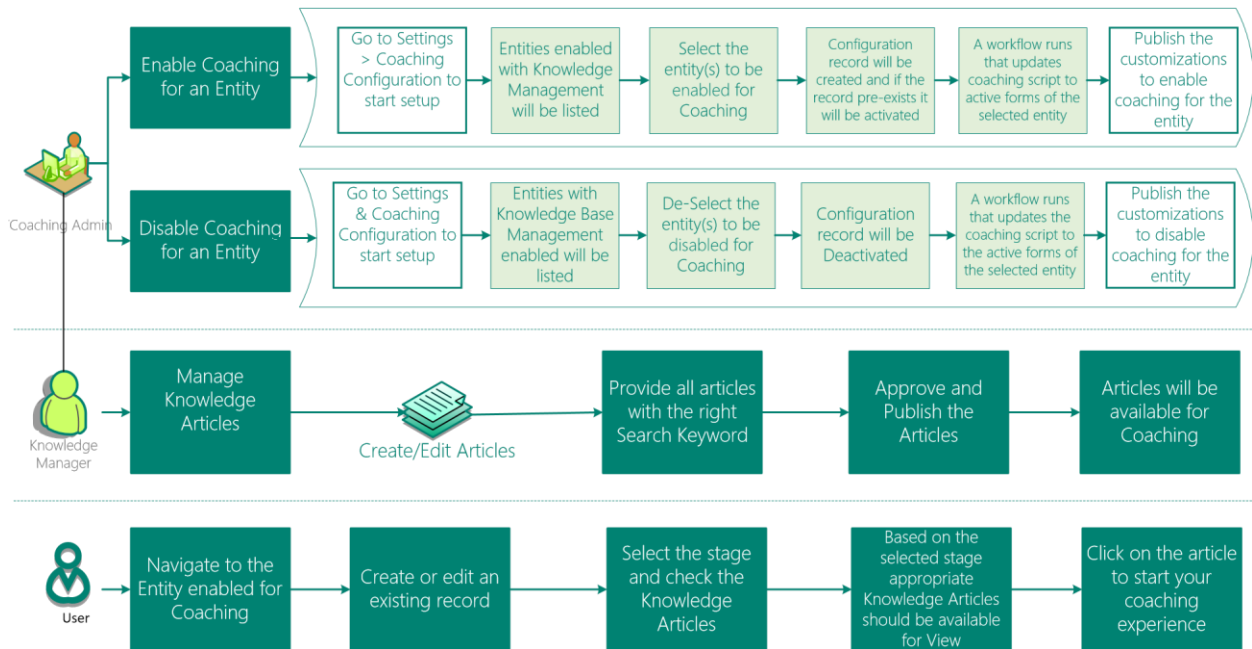 Enable Coaching
for an Entity
Go to Settings
> Coaching
Configuration to
start setup
Entities enabled
with Knowledge
Management
will be listed
Select the
entity(s) to be
enabled for
Coaching
Configuration
record will be
created and if the
record pre-exists it
will be activated
A workflow runs
that updates
coaching script to
active forms of the
selected entity
Publish the
customizations
to enable
coaching for the
entity
Coaching Admin
Disable Coaching
for an Entity
Go to Settings
& Coaching
Configuration to
start setup
Entities with
Knowledge Base
Management
enabled will be
listed
De-Select the
entity(s) to be
disabled for
Coaching
Configuration
record will be
Deactivated
A workflow runs
that updates the
coaching script to
the active forms of
the selected entity
Publish the
customizations
to disable
coaching for the
entity
Knowledge
Manager
Manage
Knowledge
Articles
Create/Edit Articles
Provide all articles
with the right
Search Keyword
Approve and
Publish the
Articles
Articles will be
available for
Coaching
User
Navigate to the
Entity enabled for
Coaching
Create or edit an
existing record
Select the stage
and check the
Knowledge
Articles
Based on the
selected stage
appropriate
Knowledge Articles
should be available
for View
Click on the article
to start your
coaching
experience